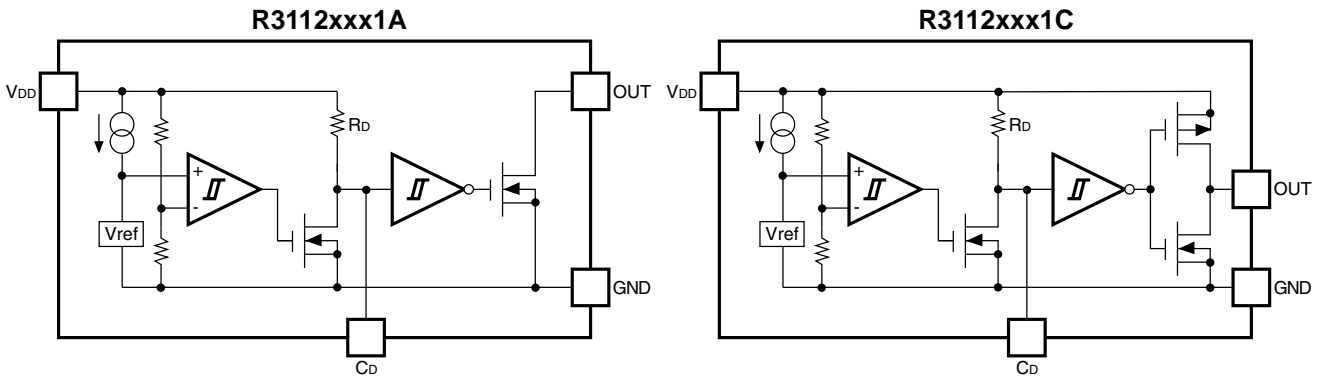 R3112xxx1A
VDD
RD
OUT
+
-
Vref
GND
CD
R3112xxx1C
VDD
RD
+
-
OUT
Vref
GND
CD